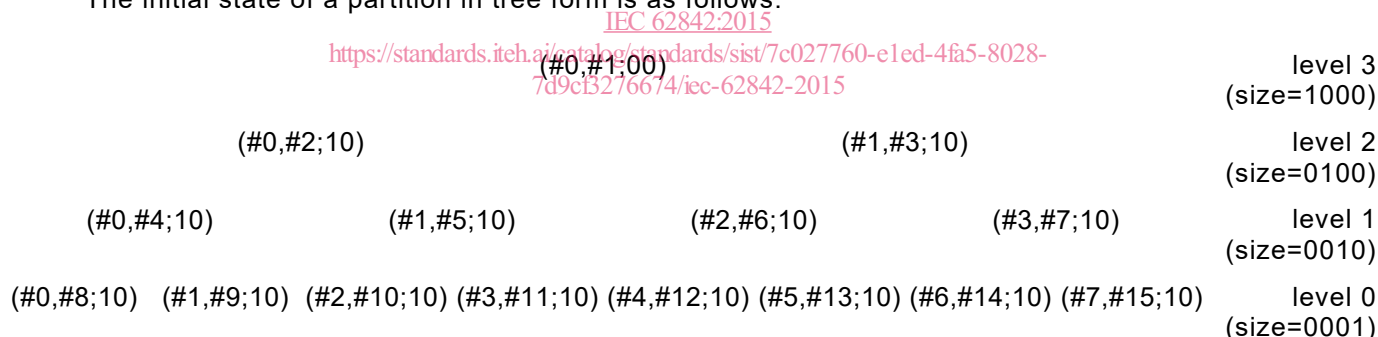 The initial state of a partition in tree form is as follows:
IEC 62842:2015
https://standards.iteh.ai/catalog/standards/sist/7c027760-e1ed-4fa5-8028-
(#0,#1;00) level 3
7d9cf3276674/iec-62842-2015
(size=1000)
(#0,#2;10) (#1,#3;10) level 2
(size=0100)
(#0,#4;10) (#1,#5;10) (#2,#6;10) (#3,#7;10) level 1
(size=0010)
(#0,#8;10) (#1,#9;10) (#2,#10;10) (#3,#11;10) (#4,#12;10) (#5,#13;10) (#6,#14;10) (#7,#15;10) level 0
(size=0001)